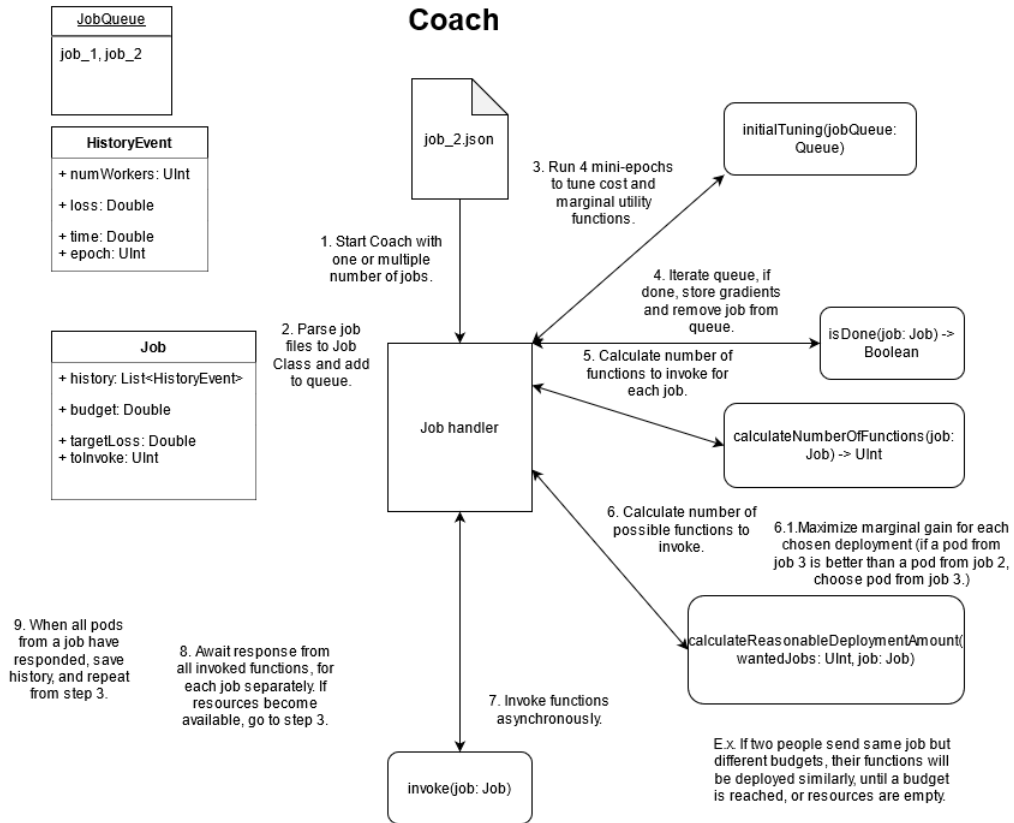 Coach
JobQueue
job_1, job_2
HistoryEvent
+ numWorkers: UInt
+ loss: Double
+ time: Double
+ epoch: UInt
Job
+ history: List<HistoryEvent>
+ budget: Double
+ targetLoss: Double
+ toInvoke: UInt
job_2.json
1. Start Coach with
one or multiple
number of jobs.
2. Parse job
files to Job
Class and add
to queue.
Job handler
3. Run 4 mini-epochs
to tune cost and
marginal utility
functions.
initialTuning(jobQueue:
Queue)
4. Iterate queue, if
done, store gradients
and remove job from
queue.
isDone(job: Job) ->
Boolean
5. Calculate number of
functions to invoke for
each job.
calculateNumberOfFunctions(job:
Job) -> UInt
6. Calculate number of
possible functions to
invoke.
6.1.Maximize marginal gain for each
chosen deployment (if a pod from
job 3 is better than a pod from job 2,
choose pod from job 3.)
calculateReasonableDeploymentAmount(
wantedJobs: UInt, job: Job)
E.x. If two people send same job but
different budgets, their functions will
be deployed similarly, until a budget
is reached, or resources are empty.
7. Invoke functions
asynchronously.
invoke(job: Job)
8. Await response from
all invoked functions, for
each job separately. If
resources become
available, go to step 3.
9. When all pods
from a job have
responded, save
history, and repeat
from step 3.